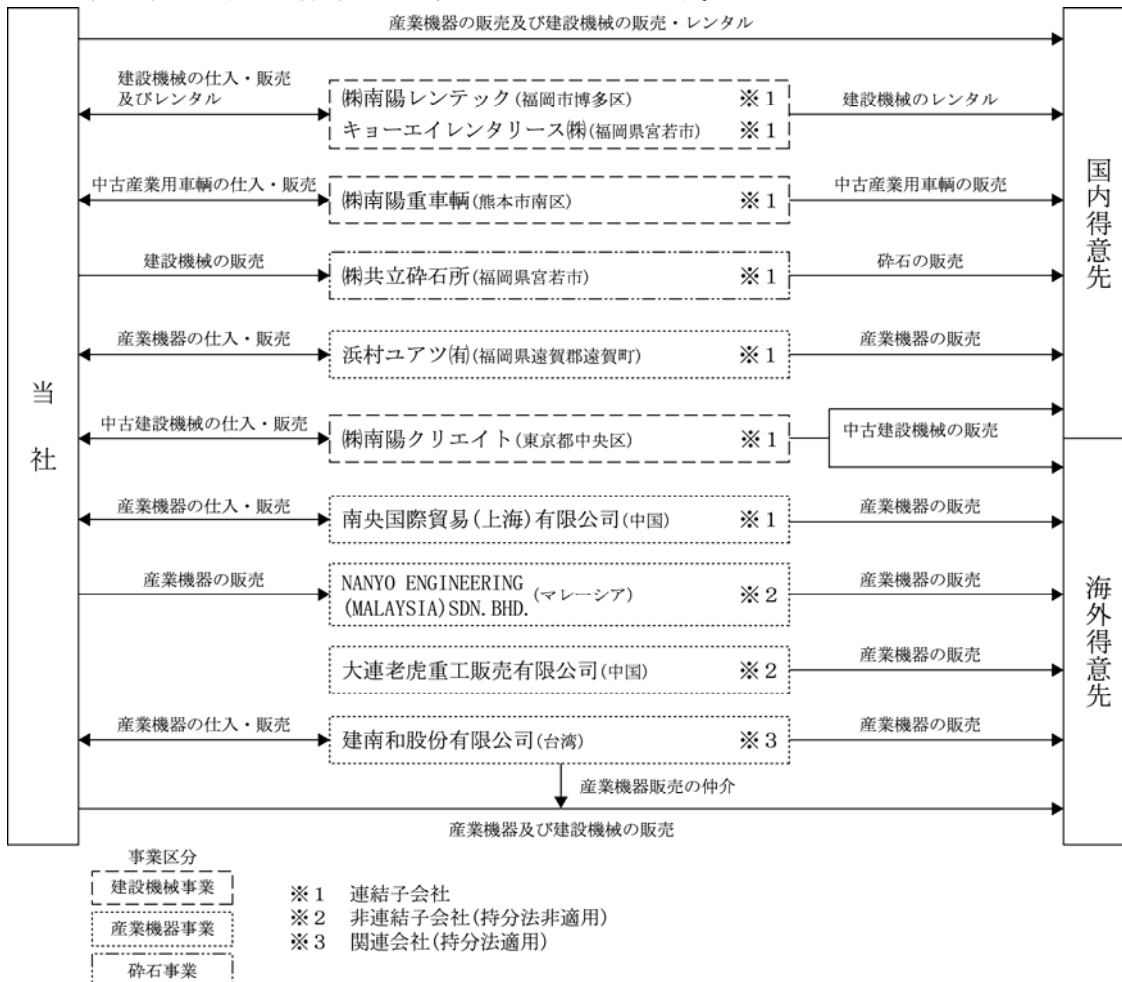 産業機器の販売及び建設機械の販売・レンタル
建設機械の仕入・販売
及びレンタル
㈱南陽レンテック(福岡市博多区) ※1
キョーエイレンタリース㈱(福岡県宮若市) ※1
建設機械のレンタル
中古産業用車輌の仕入・販売
㈱南陽重車輌(熊本市南区) ※1
中古産業用車輌の販売
建設機械の販売
㈱共立砕石所(福岡県宮若市) ※1
砕石の販売
産業機器の仕入・販売
浜村ユアツ㈲(福岡県遠賀郡遠賀町) ※1
産業機器の販売
当社
国内得意先
中古建設機械の仕入・販売
㈱南陽クリエイト(東京都中央区) ※1
中古建設機械の販売
産業機器の仕入・販売
南央国際貿易(上海)有限公司(中国) ※1
産業機器の販売
産業機器の販売
NANYO ENGINEERING
(MALAYSIA)SDN.BHD. (マレーシア) ※2
産業機器の販売
大連老虎重工販売有限公司(中国) ※2
産業機器の販売
海外得意先
産業機器の仕入・販売
建南和股份有限公司(台湾) ※3
産業機器の販売
産業機器販売の仲介
産業機器及び建設機械の販売
事業区分
建設機械事業
産業機器事業
砕石事業
※1 連結子会社
※2 非連結子会社(持分法非適用)
※3 関連会社(持分法適用)